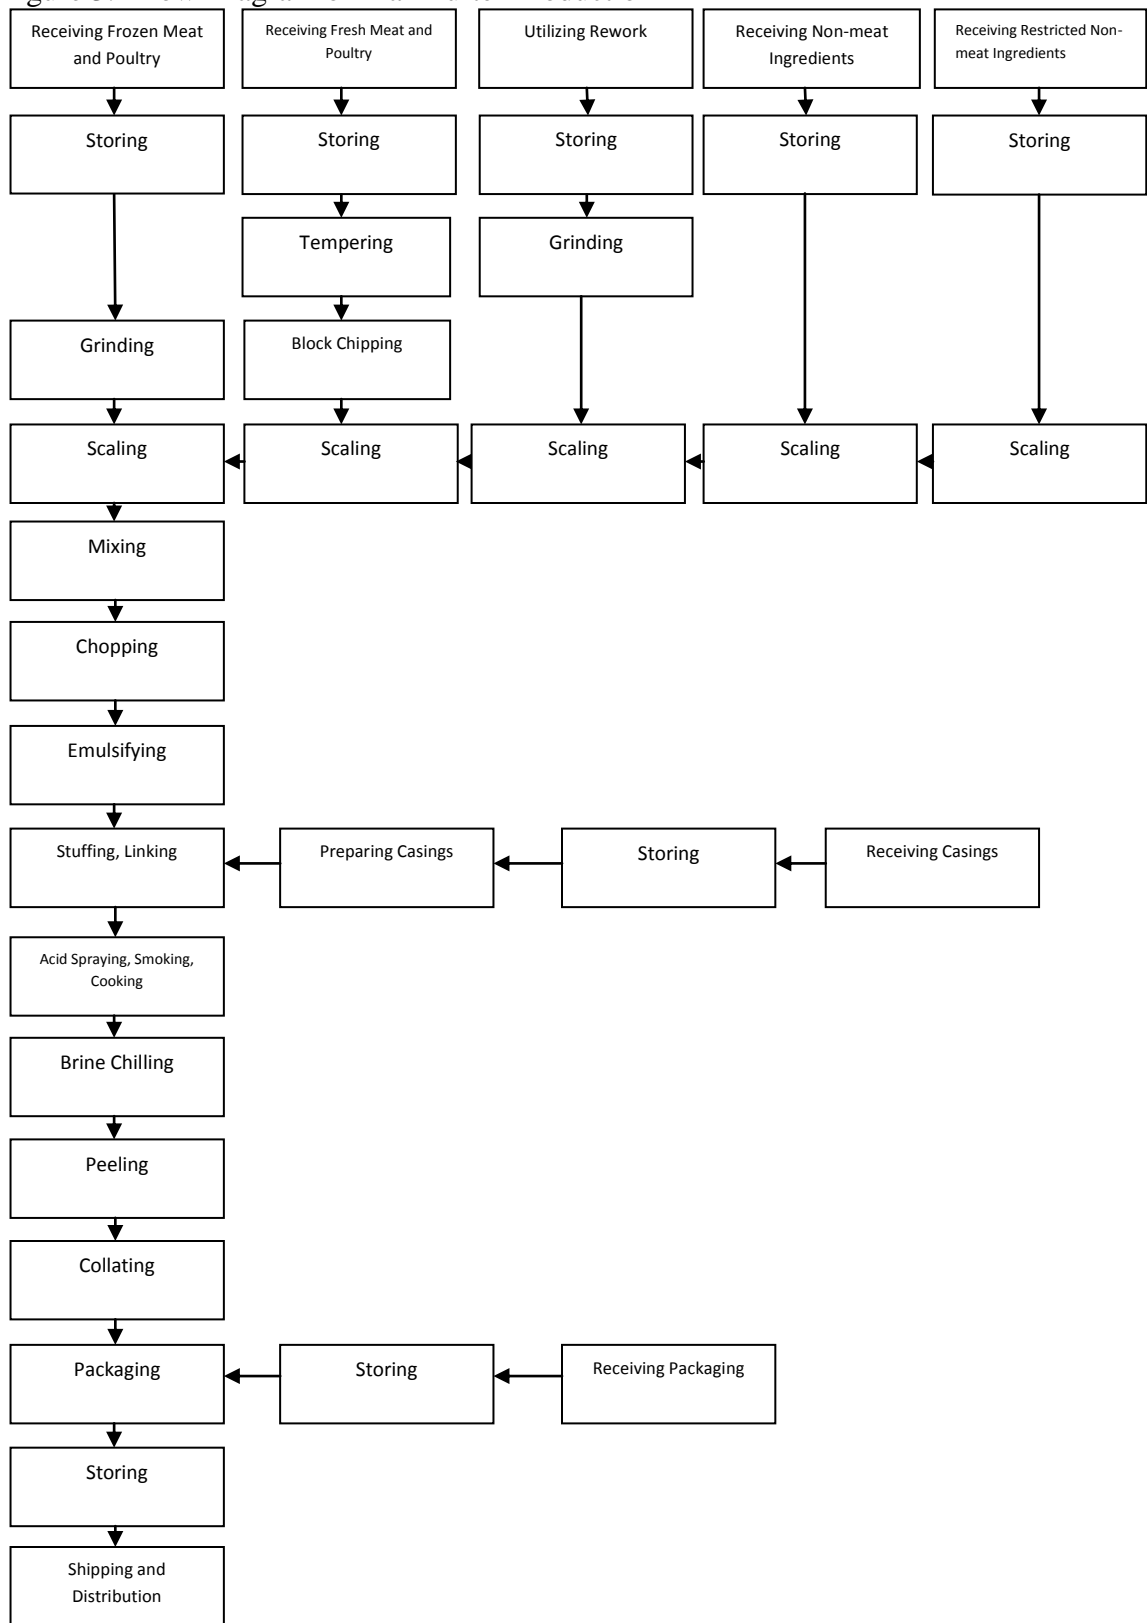 Receiving Frozen Meat
and Poultry
Receiving Fresh Meat and
Poultry
Utilizing Rework
Receiving Non-meat
Ingredients
Receiving Restricted Non-
meat Ingredients
Storing
Storing
Storing
Storing
Storing
Tempering
Grinding
Grinding
Block Chipping
Scaling
Scaling
Scaling
Scaling
Scaling
Mixing
Chopping
Emulsifying
Stuffing, Linking
Preparing Casings
Storing
Receiving Casings
Acid Spraying, Smoking,
Cooking
Brine Chilling
Peeling
Collating
Packaging
Storing
Receiving Packaging
Storing
Shipping and
Distribution